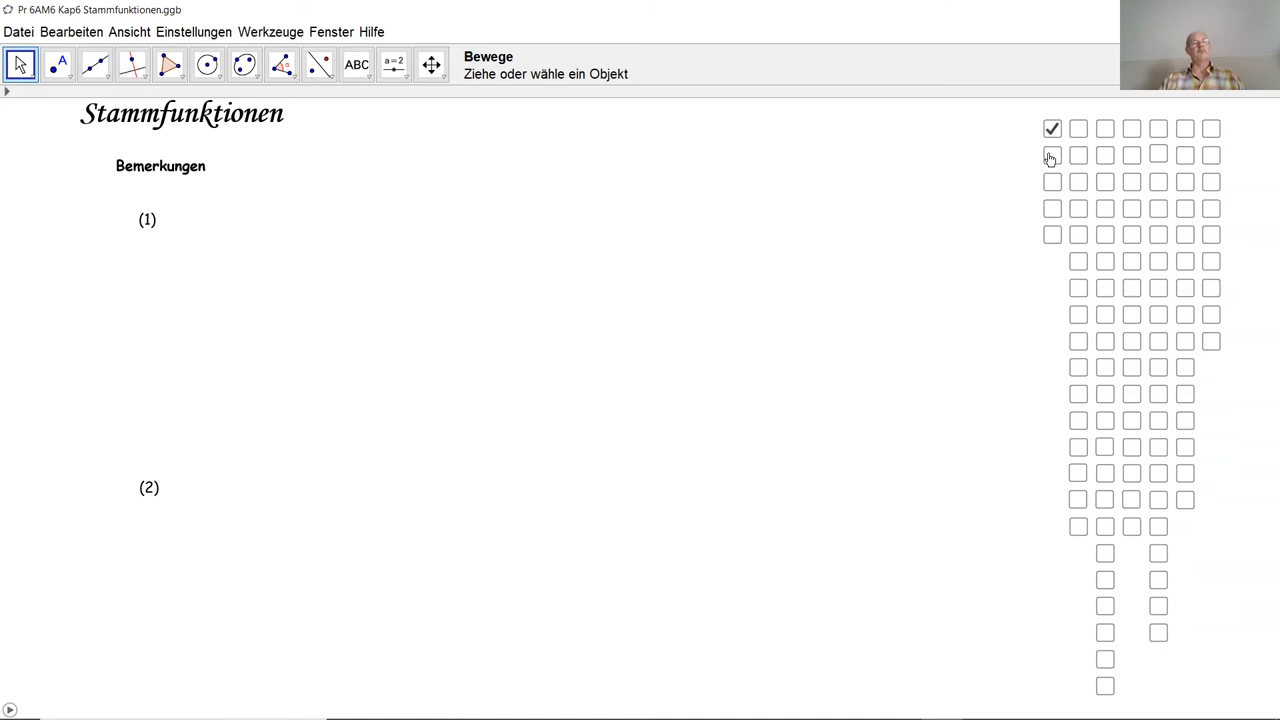 Pr 6AM6 Kap6 Stammfunktionen.ggb
Datei Bearbeiten Ansicht Einstellungen Werkzeuge Fenster Hilfe
A
ABC
a=2
Bewege
Ziehe oder wähle ein Objekt
Stammfunktionen
Bemerkungen
(1)
(2)